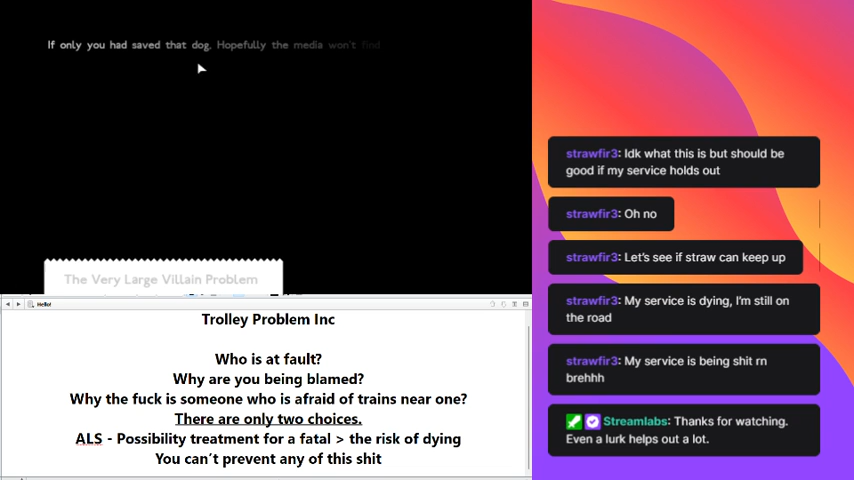 If only you had saved that dog. Hopefully the media won't find
The Very Large Villain Problem
Hello!
Trolley Problem Inc
Who is at fault?
Why are you being blamed?
Why the fuck is someone who is afraid of trains near one?
There are only two choices.
ALS - Possibility treatment for a fatal > the risk of dying
You can't prevent any of this shit
strawfir3: Idk what this is but should be
good if my service holds out
strawfir3: Oh no
strawfir3: Let's see if straw can keep up
strawfir3: My service is dying, I'm still on
the road
strawfir3: My service is being shit rn
brehhh
Streamlabs: Thanks for watching.
Even a lurk helps out a lot.